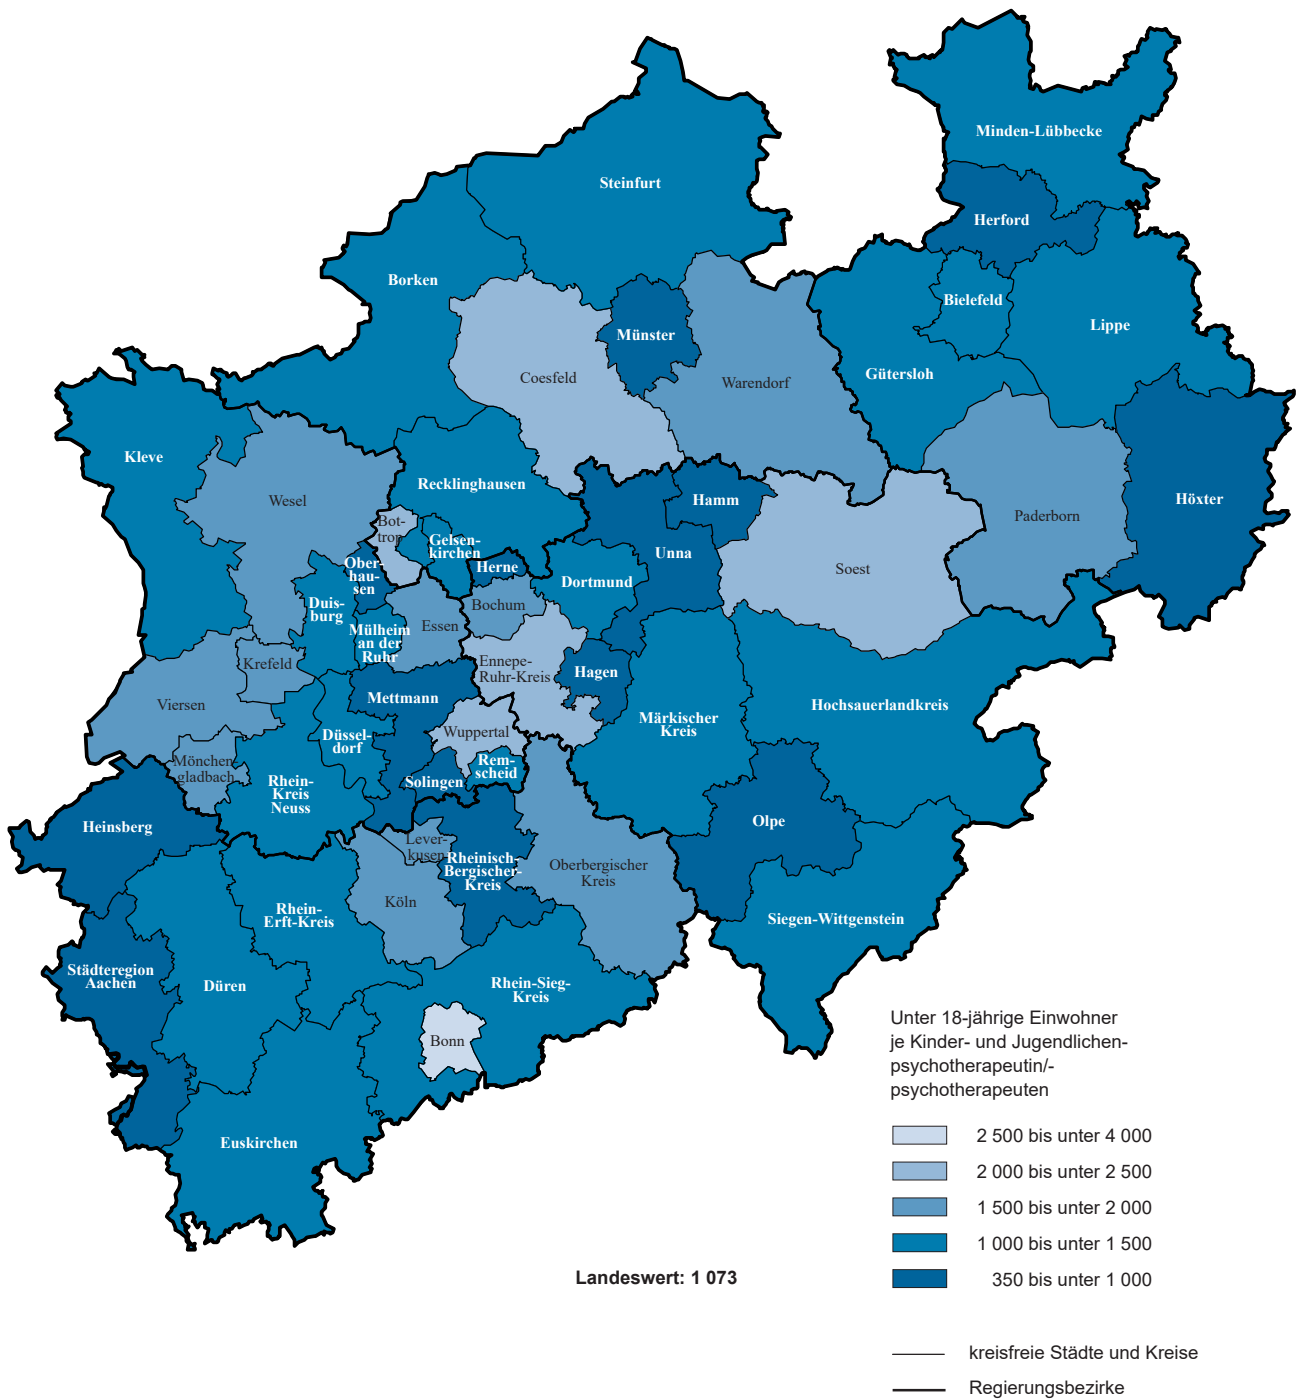 Minden-Lübbecke
Steinfurt
Herford
Borken
Bielefeld
Lippe
Münster
Coesfeld
Warendorf
Gütersloh
Kleve
Recklinghausen
Wesel
Hamm
Höxter
Paderborn
Bot-
trop
Gelsen-
kirchen
Unna
Ober-
hau-
sen
Herne
Dortmund
Soest
Duis-
burg
Bochum
Mülheim
an der
Ruhr
Essen
Krefeld
Ennepe-
Ruhr-Kreis
Hagen
Mettmann
Viersen
Hochsauerlandkreis
Märkischer
Kreis
Düssel-
dorf
Wuppertal
Mönchen-
gladbach
Rem-
scheid
Rhein-
Kreis
Neuss
Solingen
Heinsberg
Olpe
Lever-
kusen
Rheinisch-
Bergischer-
Kreis
Oberbergischer
Kreis
Köln
Rhein-
Erft-Kreis
Siegen-Wittgenstein
Städteregion
Aachen
Düren
Rhein-Sieg-
Kreis
Bonn
Euskirchen
Unter 18-jährige Einwohner
je Kinder- und Jugendlichen-
psychotherapeutin/-
psychotherapeuten
2 500 bis unter 4 000
2 000 bis unter 2 500
1 500 bis unter 2 000
1 000 bis unter 1 500
350 bis unter 1 000
Landeswert: 1 073
kreisfreie Städte und Kreise
Regierungsbezirke